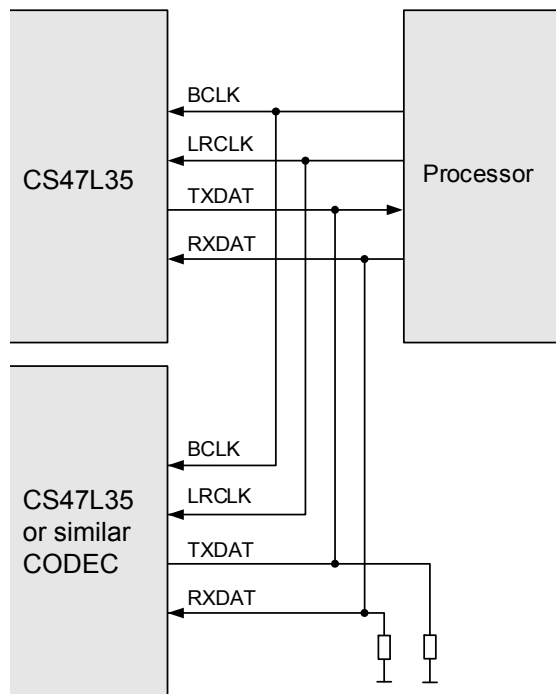 BCLK
LRCLK
CS47L35
Processor
TXDAT
RXDAT
BCLK
CS47L35
LRCLK
or similar
TXDAT
CODEC
RXDAT